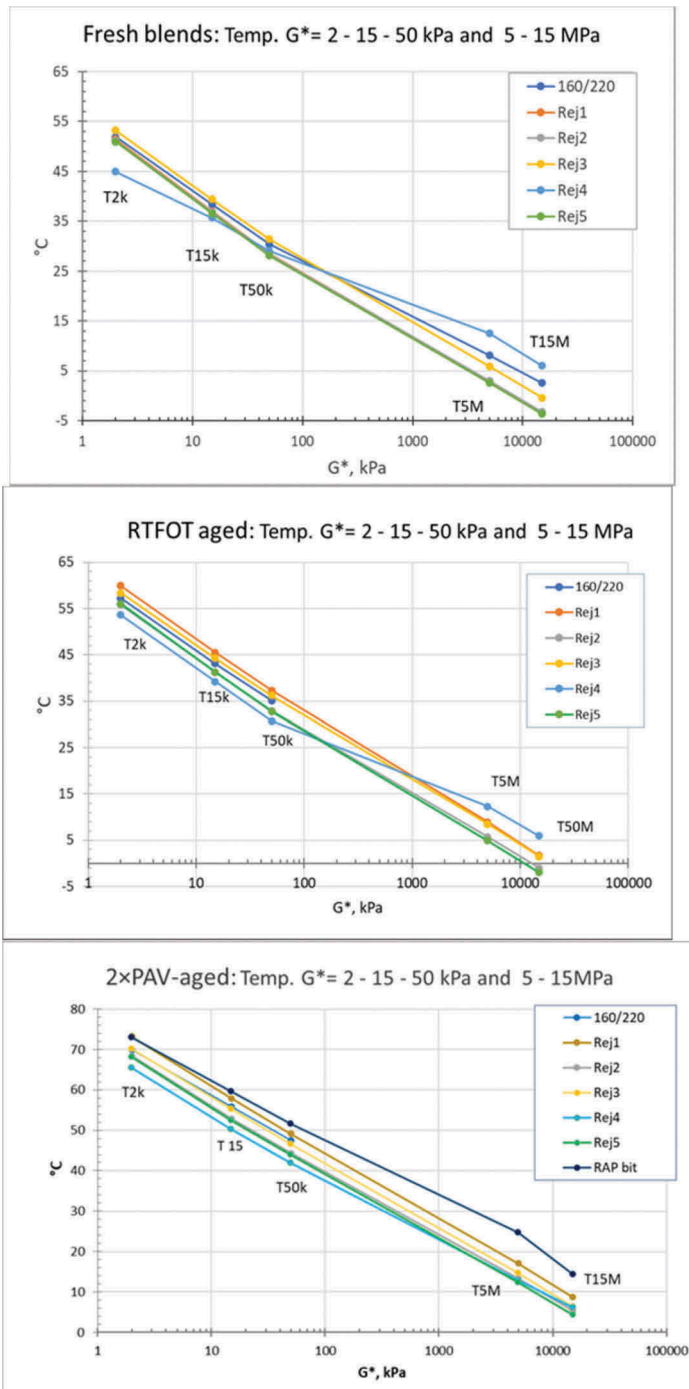 Fresh blends: Temp. G*= 2 - 15 - 50 kPa and 5 - 15 MPa
65
55
45
35
25
15
5
-5
°C
T2k
T15k
T50k
T5M
T15M
160/220
Rej1
Rej2
Rej3
Rej4
Rej5
1 10 100 1000 10000 100000
G*, kPa
RTFOT aged: Temp. G*= 2 - 15 - 50 kPa and 5 - 15 MPa
65
55
45
35
25
15
5
-5
°C
T2k
T15k
T50k
T5M
T50M
160/220
Rej1
Rej2
Rej3
Rej4
Rej5
1 10 100 1000 10000 100000
G*, kPa
2×PAV-aged: Temp. G*= 2 - 15 - 50 kPa and 5 - 15MPa
80
70
60
50
40
30
20
10
0
°C
T2k
T 15
T50k
T5M
T15M
160/220
Rej1
Rej2
Rej3
Rej4
Rej5
RAP bit
1 10 100 1000 10000 100000
G*, kPa